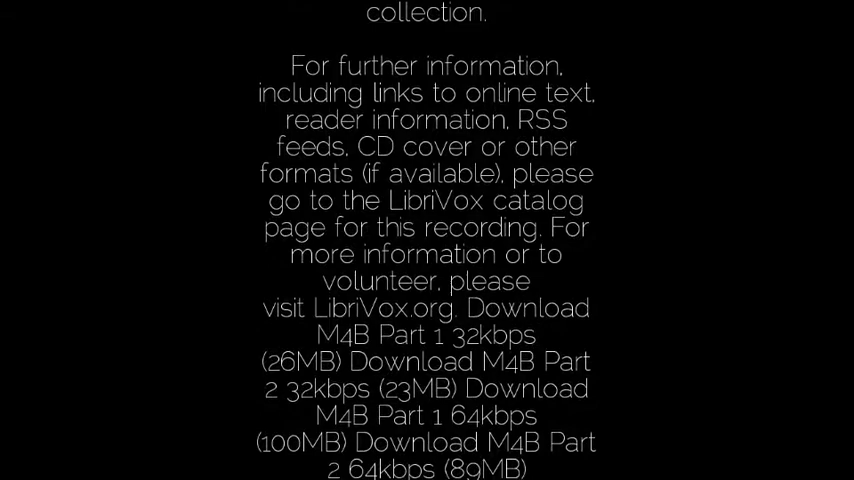 collection.
For further information,
including links to online text,
reader information, RSS
feeds, CD cover or other
formats (if available), please
go to the LibriVox catalog
page for this recording. For
more information or to
volunteer, please
visit LibriVox.org. Download
M4B Part 1 32kbps
(26MB) Download M4B Part
2 32kbps (23MB) Download
M4B Part 1 64kbps
(100MB) Download M4B Part
2 64kbps (89MB)